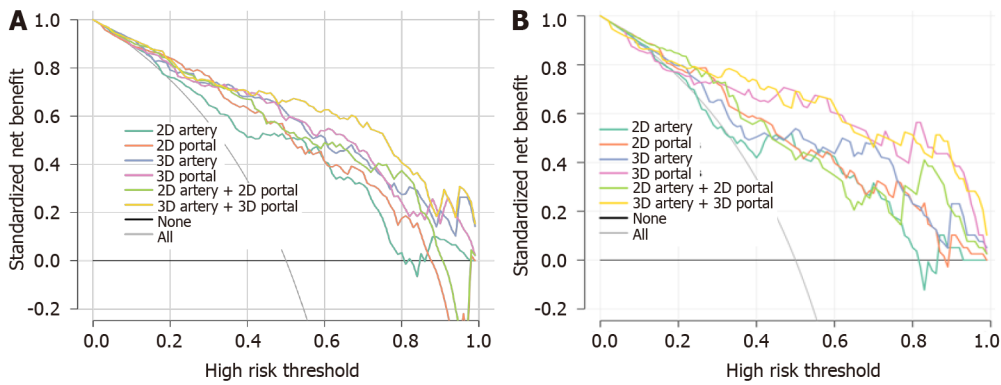 A
Standardized net benefit
1.0
0.8
0.6
0.4
0.2
0.0
-0.2
2D artery
2D portal
3D artery
3D portal
2D artery + 2D portal
3D artery + 3D portal
None
All
0.0 0.2 0.4 0.6 0.8 1.0
High risk threshold
B
Standardized net benefit
1.0
0.8
0.6
0.4
0.2
0.0
-0.2
2D artery
2D portal
3D artery
3D portal
2D artery + 2D portal
3D artery + 3D portal
None
All
0.0 0.2 0.4 0.6 0.8 1.0
High risk threshold